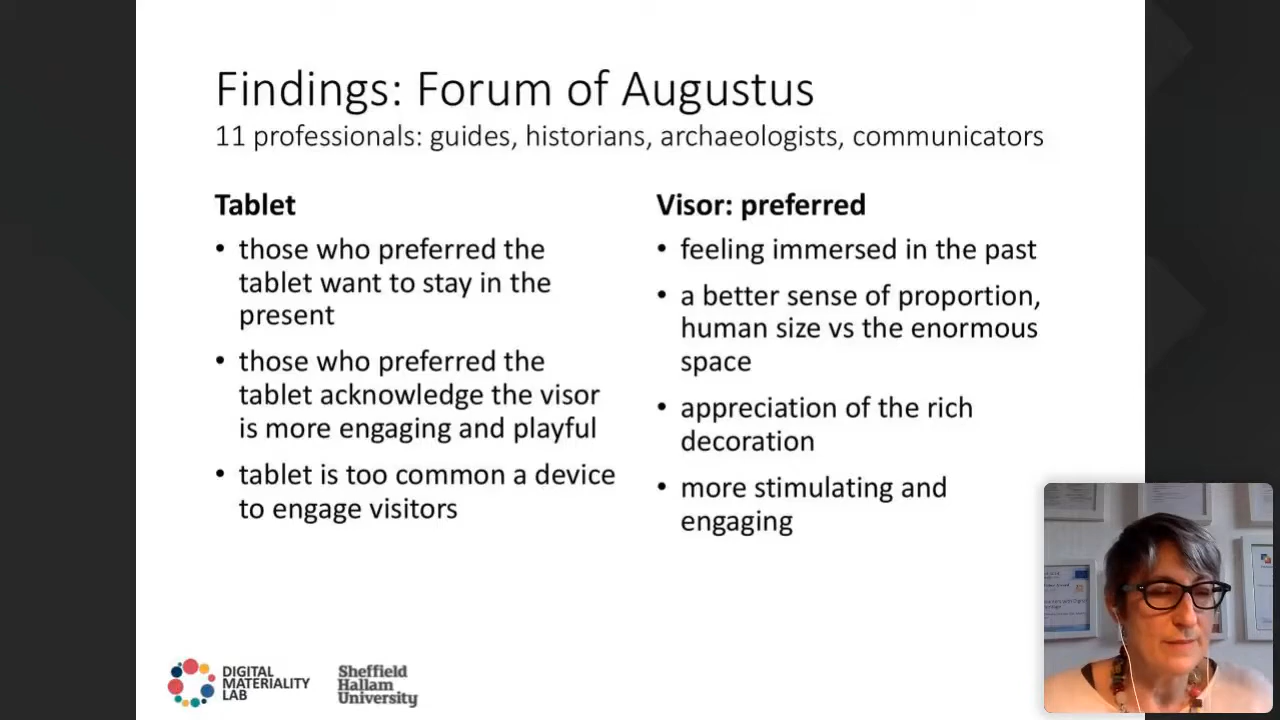 Findings: Forum of Augustus
11 professionals: guides, historians, archaeologists, communicators
Tablet
• those who preferred the
tablet want to stay in the
present
• those who preferred the
tablet acknowledge the visor
is more engaging and playful
• tablet is too common a device
to engage visitors
Visor: preferred
• feeling immersed in the past
• a better sense of proportion,
human size vs the enormous
space
• appreciation of the rich
decoration
• more stimulating and
engaging
DIGITAL
MATERIALITY
LAB
Sheffield
Hallam
University